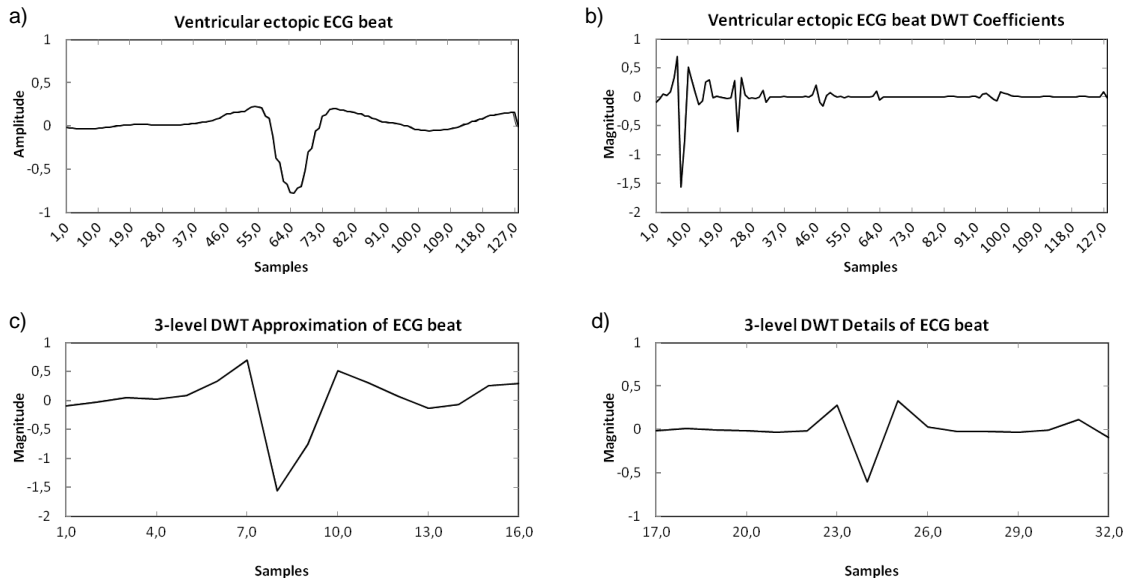 a)
Ventricular ectopic ECG beat
1
0,5
0
-0,5
-1
Amplitude
1,0 10,0 19,0 28,0 37,0 46,0 55,0 64,0 73,0 82,0 91,0 100,0 109,0 118,0 127,0
Samples
b)
Ventricular ectopic ECG beat DWT Coefficients
1
0,5
0
-0,5
-1
-1,5
-2
Magnitude
1,0 10,0 19,0 28,0 37,0 46,0 55,0 64,0 73,0 82,0 91,0 100,0 109,0 118,0 127,0
Samples
c)
3-level DWT Approximation of ECG beat
1
0,5
0
-0,5
-1
-1,5
-2
Magnitude
1,0 4,0 7,0 10,0 13,0 16,0
Samples
d)
3-level DWT Details of ECG beat
1
0,5
0
-0,5
-1
Magnitude
17,0 20,0 23,0 26,0 29,0 32,0
Samples